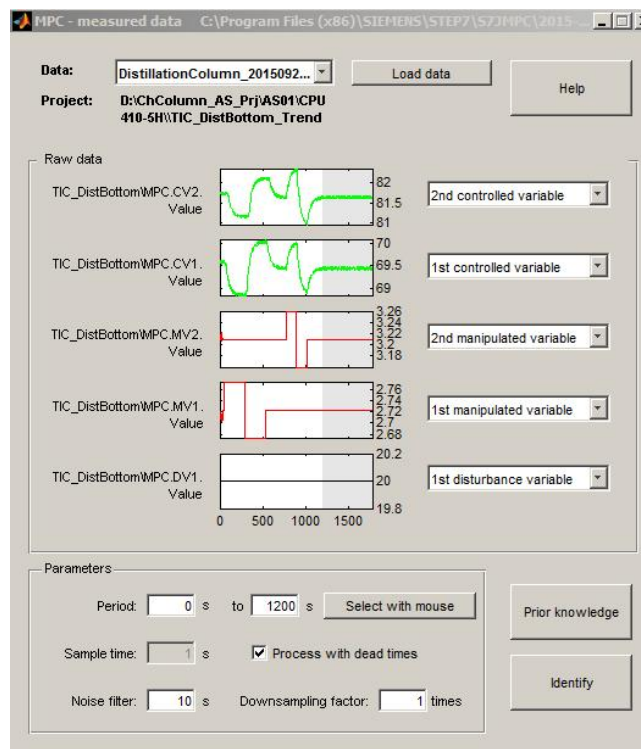 MPC - measured data C:\Program Files (x86)\SIEMENS\STEP7\S7JMPC\2015-...
Data: DistillationColumn_2015092... Load data Help
Project: D:\ChColumn_AS_Prj\AS01\CPU
410-5H\\TIC_DistBottom_Trend
Raw data
TIC_DistBottom\MPC.CV2.
Value
82
81.5
81
2nd controlled variable
TIC_DistBottom\MPC.CV1.
Value
70
69.5
69
1st controlled variable
TIC_DistBottom\MPC.MV2.
Value
3.26
3.24
3.22
3.2
3.18
2nd manipulated variable
TIC_DistBottom\MPC.MV1.
Value
2.76
2.74
2.72
2.7
2.68
1st manipulated variable
TIC_DistBottom\MPC.DV1.
Value
20.2
20
19.8
1st disturbance variable
0 500 1000 1500
Parameters
Period: 0 s to 1200 s Select with mouse
Prior knowledge
Sample time: 1 s Process with dead times
Identify
Noise filter: 10 s Downsampling factor: 1 times